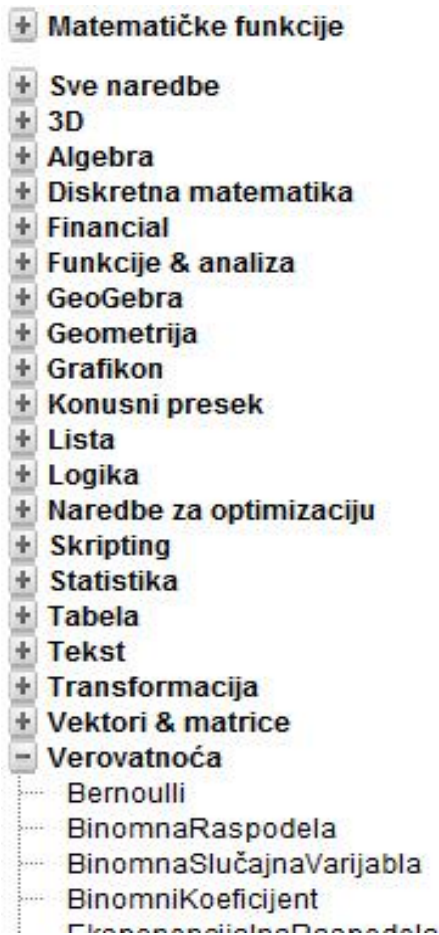 Matematičke funkcije
Sve naredbe
3D
Algebra
Diskretna matematika
Financial
Funkcije & analiza
GeoGebra
Geometrija
Grafikon
Konusni presek
Lista
Logika
Naredbe za optimizaciju
Skripting
Statistika
Tabela
Tekst
Transformacija
Vektori & matrice
Verovatnoća
Bernoulli
BinomnaRaspodela
BinomnaSlučajnaVarijabla
BinomniKoeficijent
EksponencijalnaRaspodela